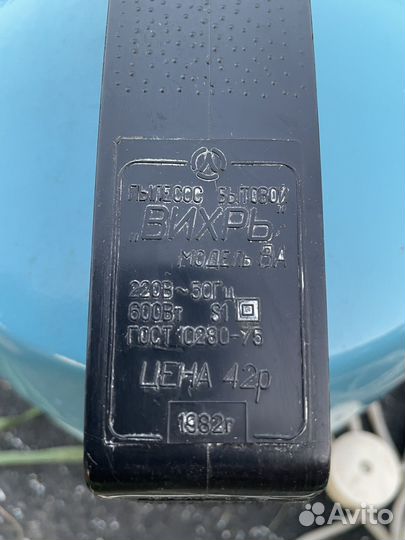 ПЫЛЕСОС БЫТОВОЙ
„ВИХРЬ"
МОДЕЛЬ 8А
220В~50Гц
600Вт S1
ГОСТ 10280-75
ЦЕНА 42р
1982г
Avito